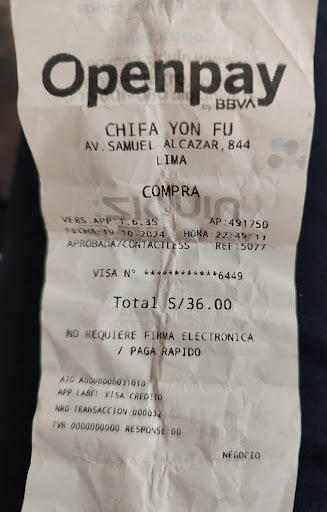 Openpay
by BBVA
CHIFA YON FU
AV.SAMUEL ALCAZAR,844
LIMA
COMPRA
VERS.APP:1.6.35 AP:491750
FECHA:19-10-2024 HORA:22:49:11
APROBADA/CONTACTLESS REF:5077
VISA N° ************6449
Total S/36.00
NO REQUIERE FIRMA ELECTRONICA
/ PAGA RAPIDO
AID:A0000000031010
APP LABEL VISA CREDITO
NRO TRANSACCION 000032
TVR 0000000000 RESPONSE:00
NEGOCIO